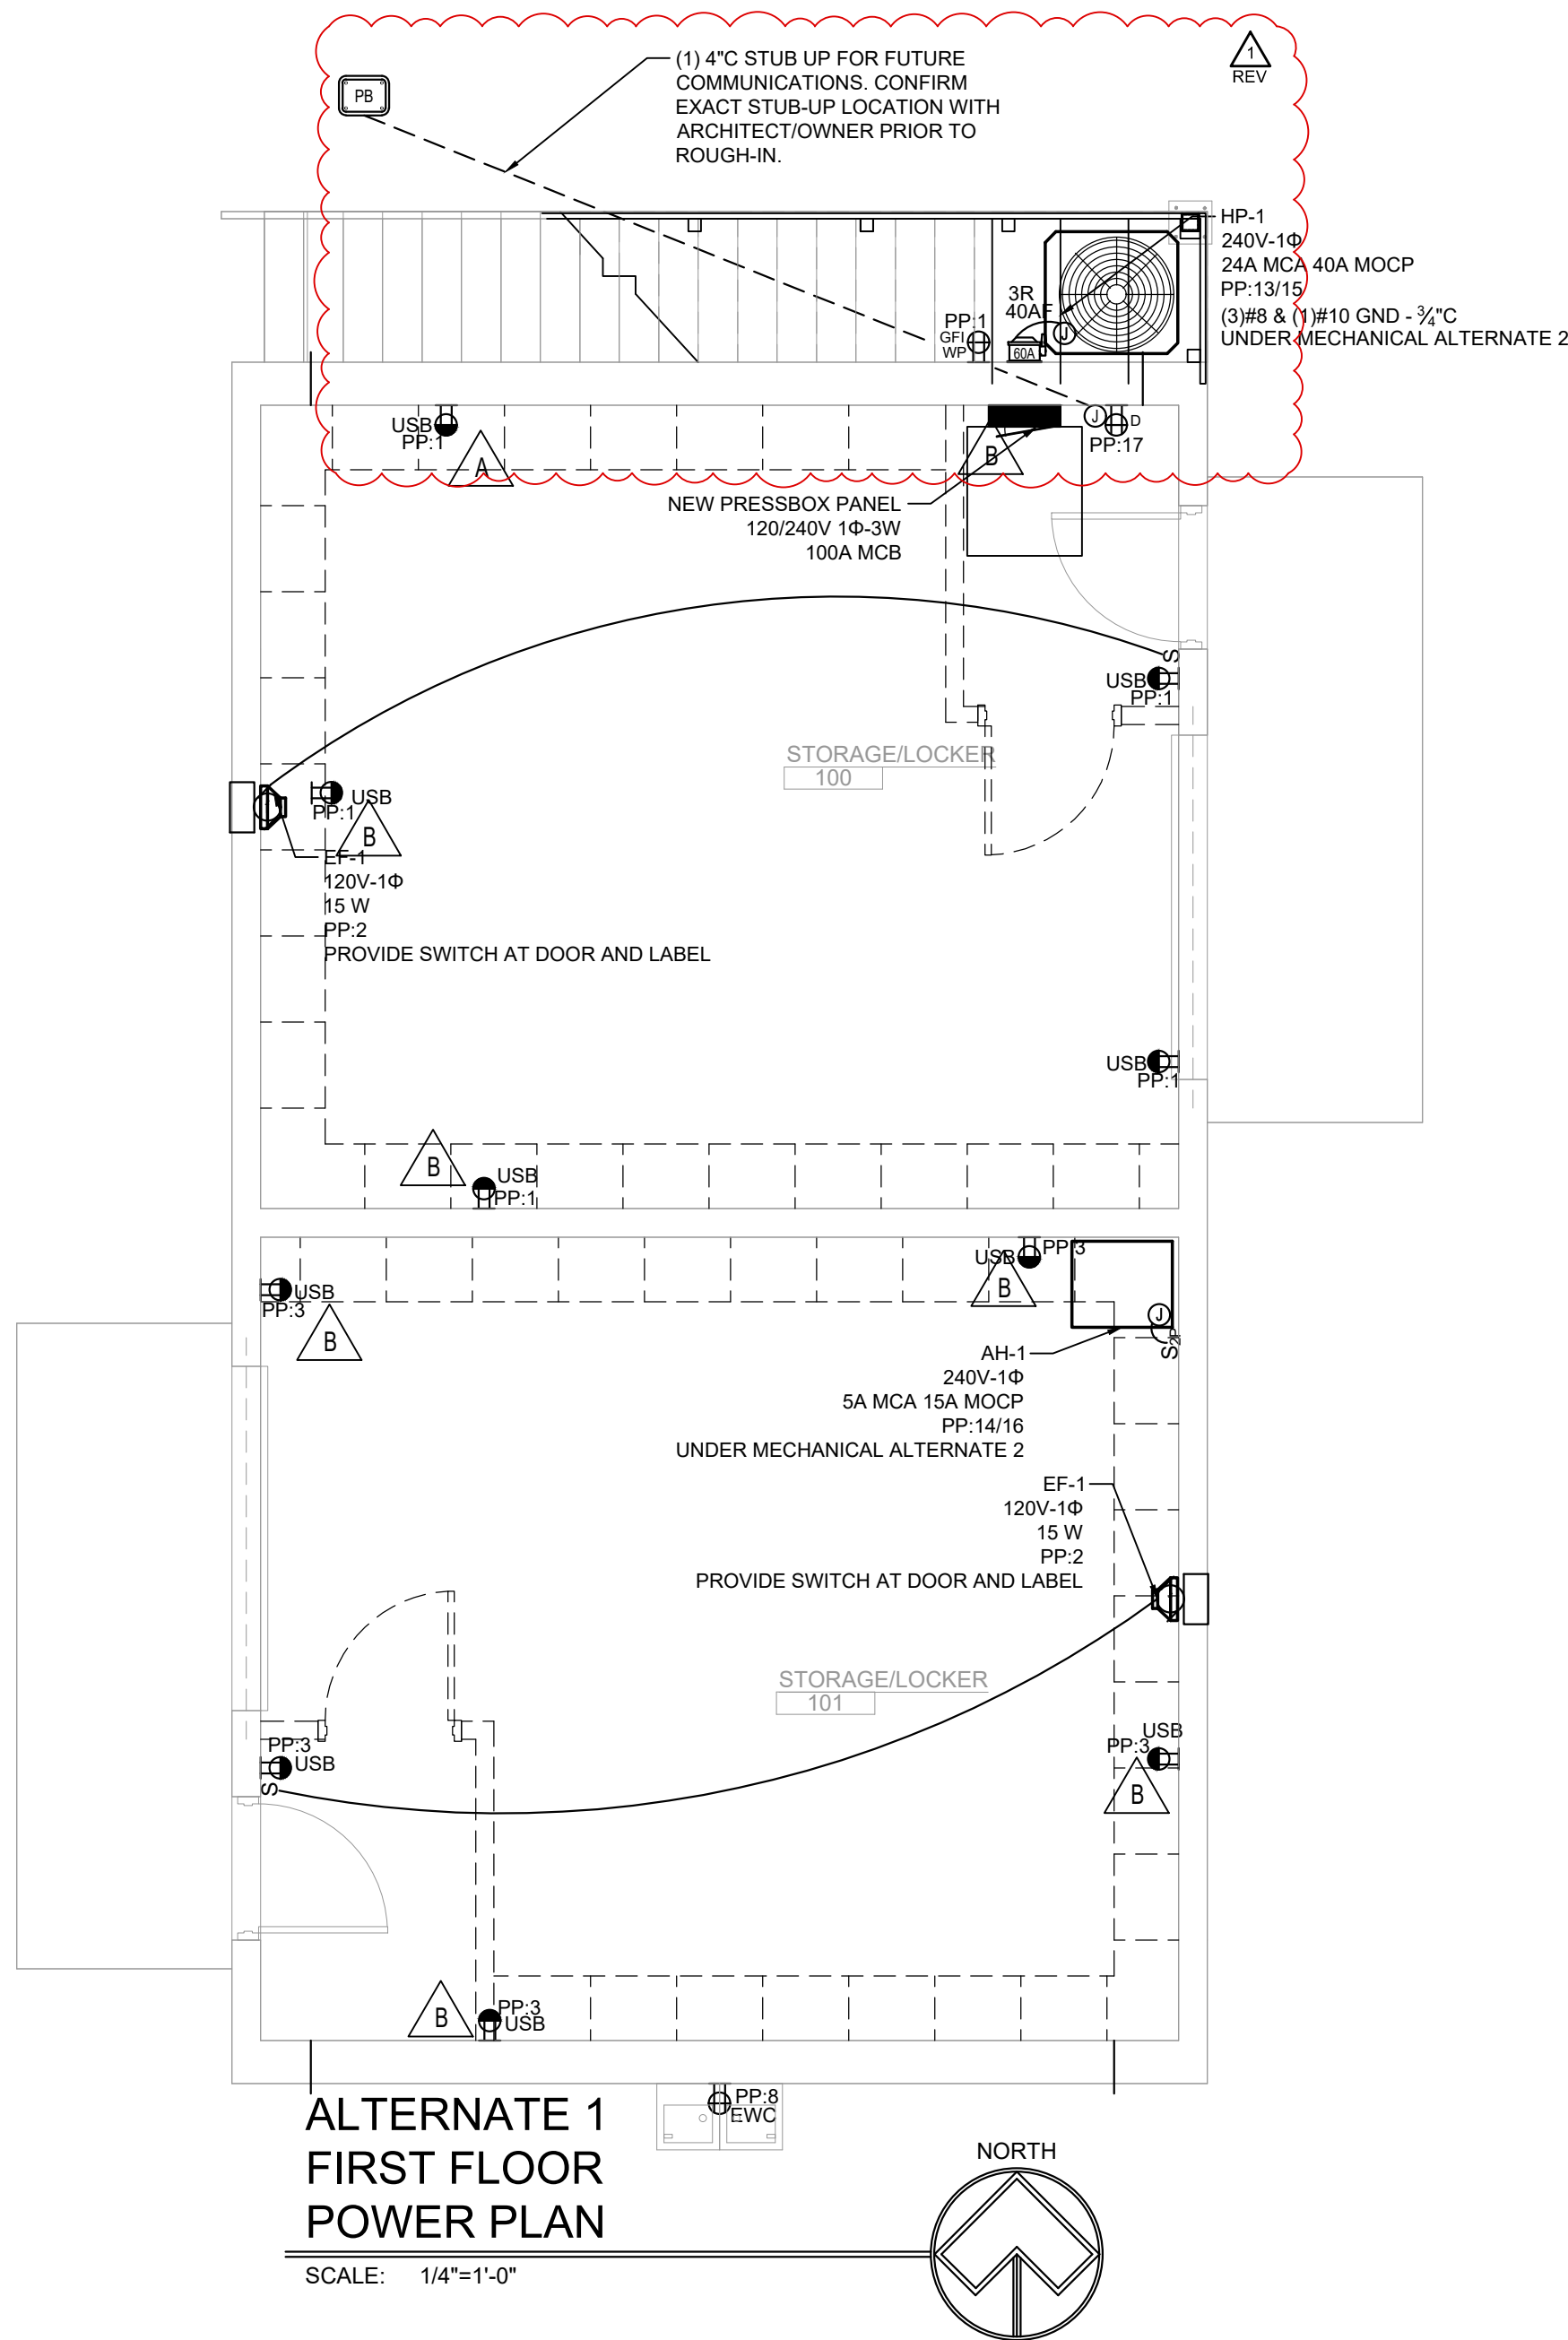 (1) 4"C STUB UP FOR FUTURE
COMMUNICATIONS. CONFIRM
EXACT STUB-UP LOCATION WITH
ARCHITECT/OWNER PRIOR TO
ROUGH-IN.
1
REV
PB
HP-1
240V-1Φ
24A MCA 40A MOCP
PP:13/15
(3)#8 & (1)#10 GND - ¾"C
UNDER MECHANICAL ALTERNATE 2
3R
40AF
60A
J
PP:1
GFI
WP
USB
PP:1
A
B
J
D
PP:17
NEW PRESSBOX PANEL
120/240V 1Φ-3W
100A MCB
S
USB
PP:1
STORAGE/LOCKER
100
USB
PP:1
B
EF-1
120V-1Φ
15 W
PP:2
PROVIDE SWITCH AT DOOR AND LABEL
USB
PP:1
B
USB
PP:1
USB
PP:3
B
USB
PP:3
B
J
S2P
AH-1
240V-1Φ
5A MCA 15A MOCP
PP:14/16
UNDER MECHANICAL ALTERNATE 2
EF-1
120V-1Φ
15 W
PP:2
PROVIDE SWITCH AT DOOR AND LABEL
STORAGE/LOCKER
101
PP:3
USB
S
USB
PP:3
B
B
PP:3
USB
PP:8
EWC
ALTERNATE 1
FIRST FLOOR
POWER PLAN
SCALE: 1/4"=1'-0"
NORTH